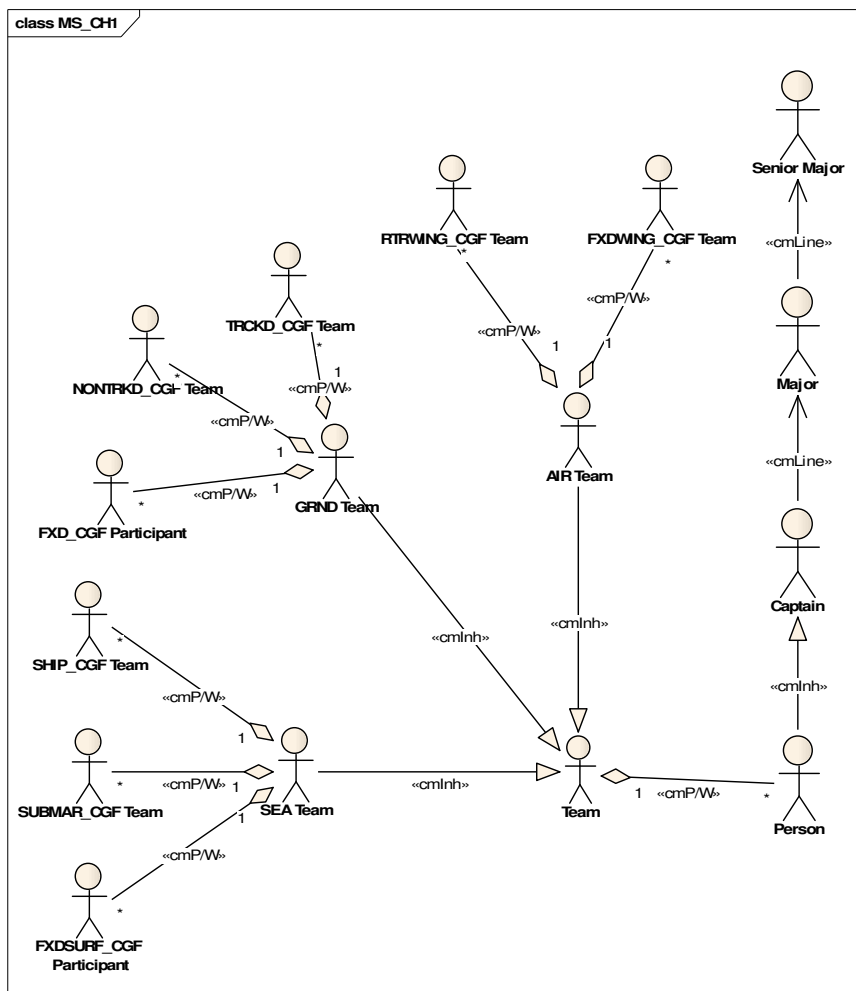 class MS_CH1
Senior Major
«cmLine»
Major
«cmLine»
Captain
«cmInh»
Person
RTRWING_CGF Team
*
«cmP/W»
1
FXDWING_CGF Team
*
«cmP/W»
1
AIR Team
«cmInh»
TRCKD_CGF Team
*
1
«cmP/W»
NONTRKD_CGF Team
*
«cmP/W»
1
FXD_CGF Participant
*
«cmP/W»
1
GRND Team
«cmInh»
SHIP_CGF Team
*
«cmP/W»
1
SUBMAR_CGF Team
*
«cmP/W»
1
SEA Team
«cmInh»
FXDSURF_CGF
Participant
*
«cmP/W»
1
Team
1
«cmP/W»
*